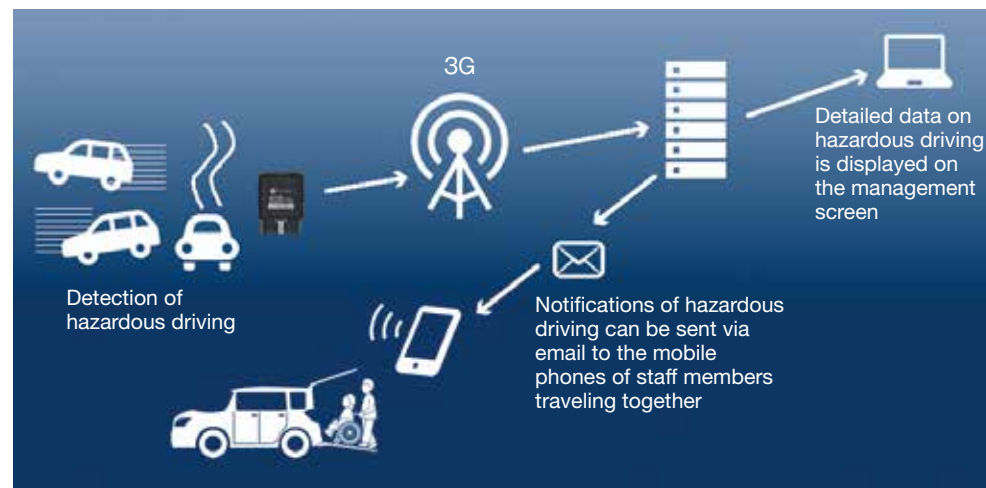 3G
Detailed data on
hazardous driving
is displayed on
the management
screen
Detection of
hazardous driving
Notifications of hazardous
driving can be sent via
email to the mobile
phones of staff members
traveling together